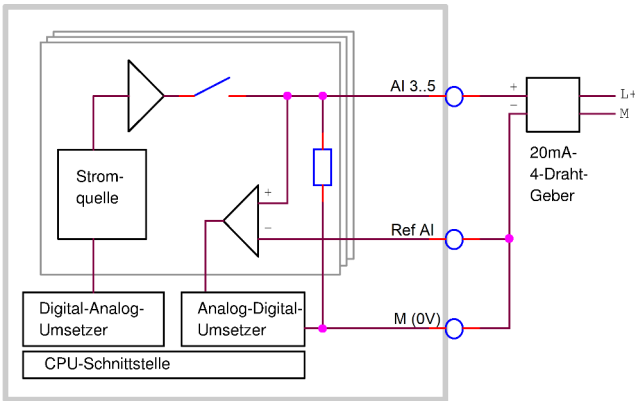 AI 3..5
+
−
L+
M
20mA-
4-Draht-
Geber
Strom-
quelle
+
−
Ref AI
Digital-Analog-
Umsetzer
Analog-Digital-
Umsetzer
M (0V)
CPU-Schnittstelle